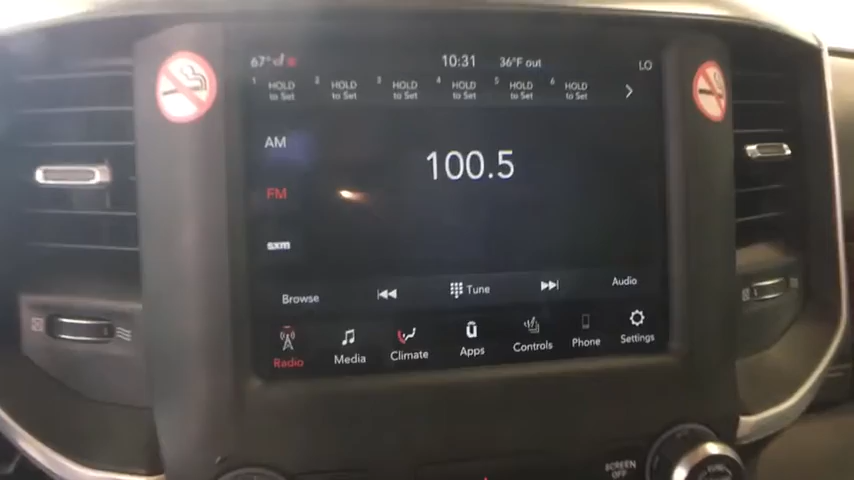 67°
10:31
36°F out
LO
1 HOLD to Set
2 HOLD to Set
3 HOLD to Set
4 HOLD to Set
5 HOLD to Set
6 HOLD to Set
AM
100.5
FM
sxm
Browse
Tune
Audio
Radio
Media
Climate
Apps
Controls
Phone
Settings
SCREEN
OFF